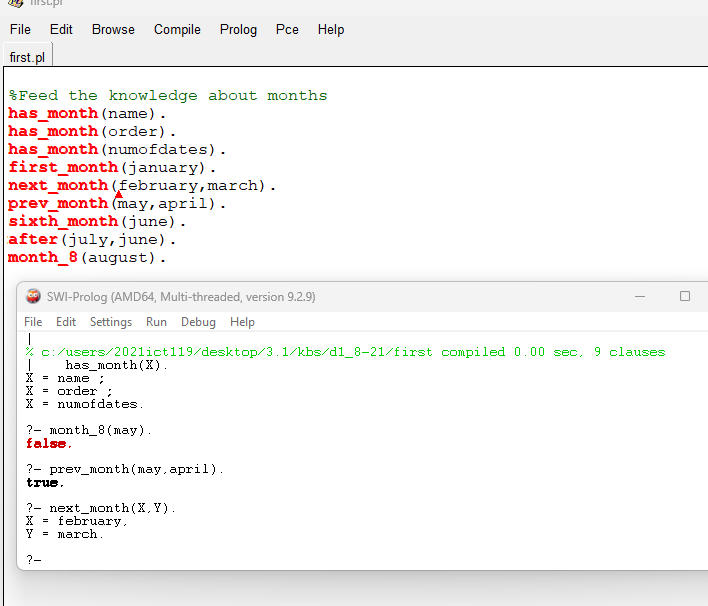 first.pl
File Edit Browse Compile Prolog Pce Help
first.pl
%Feed the knowledge about months
has_month(name).
has_month(order).
has_month(numofdates).
first_month(january).
next_month(february,march).
prev_month(may,april).
sixth_month(june).
after(july,june).
month_8(august).
SWI-Prolog (AMD64, Multi-threaded, version 9.2.9)
File Edit Settings Run Debug Help
|
% c:/users/2021ict119/desktop/3.1/kbs/d1_8-21/first compiled 0.00 sec, 9 clauses
| has_month(X).
X = name ;
X = order ;
X = numofdates.
?- month_8(may).
false.
?- prev_month(may,april).
true.
?- next_month(X,Y).
X = february,
Y = march.
?-